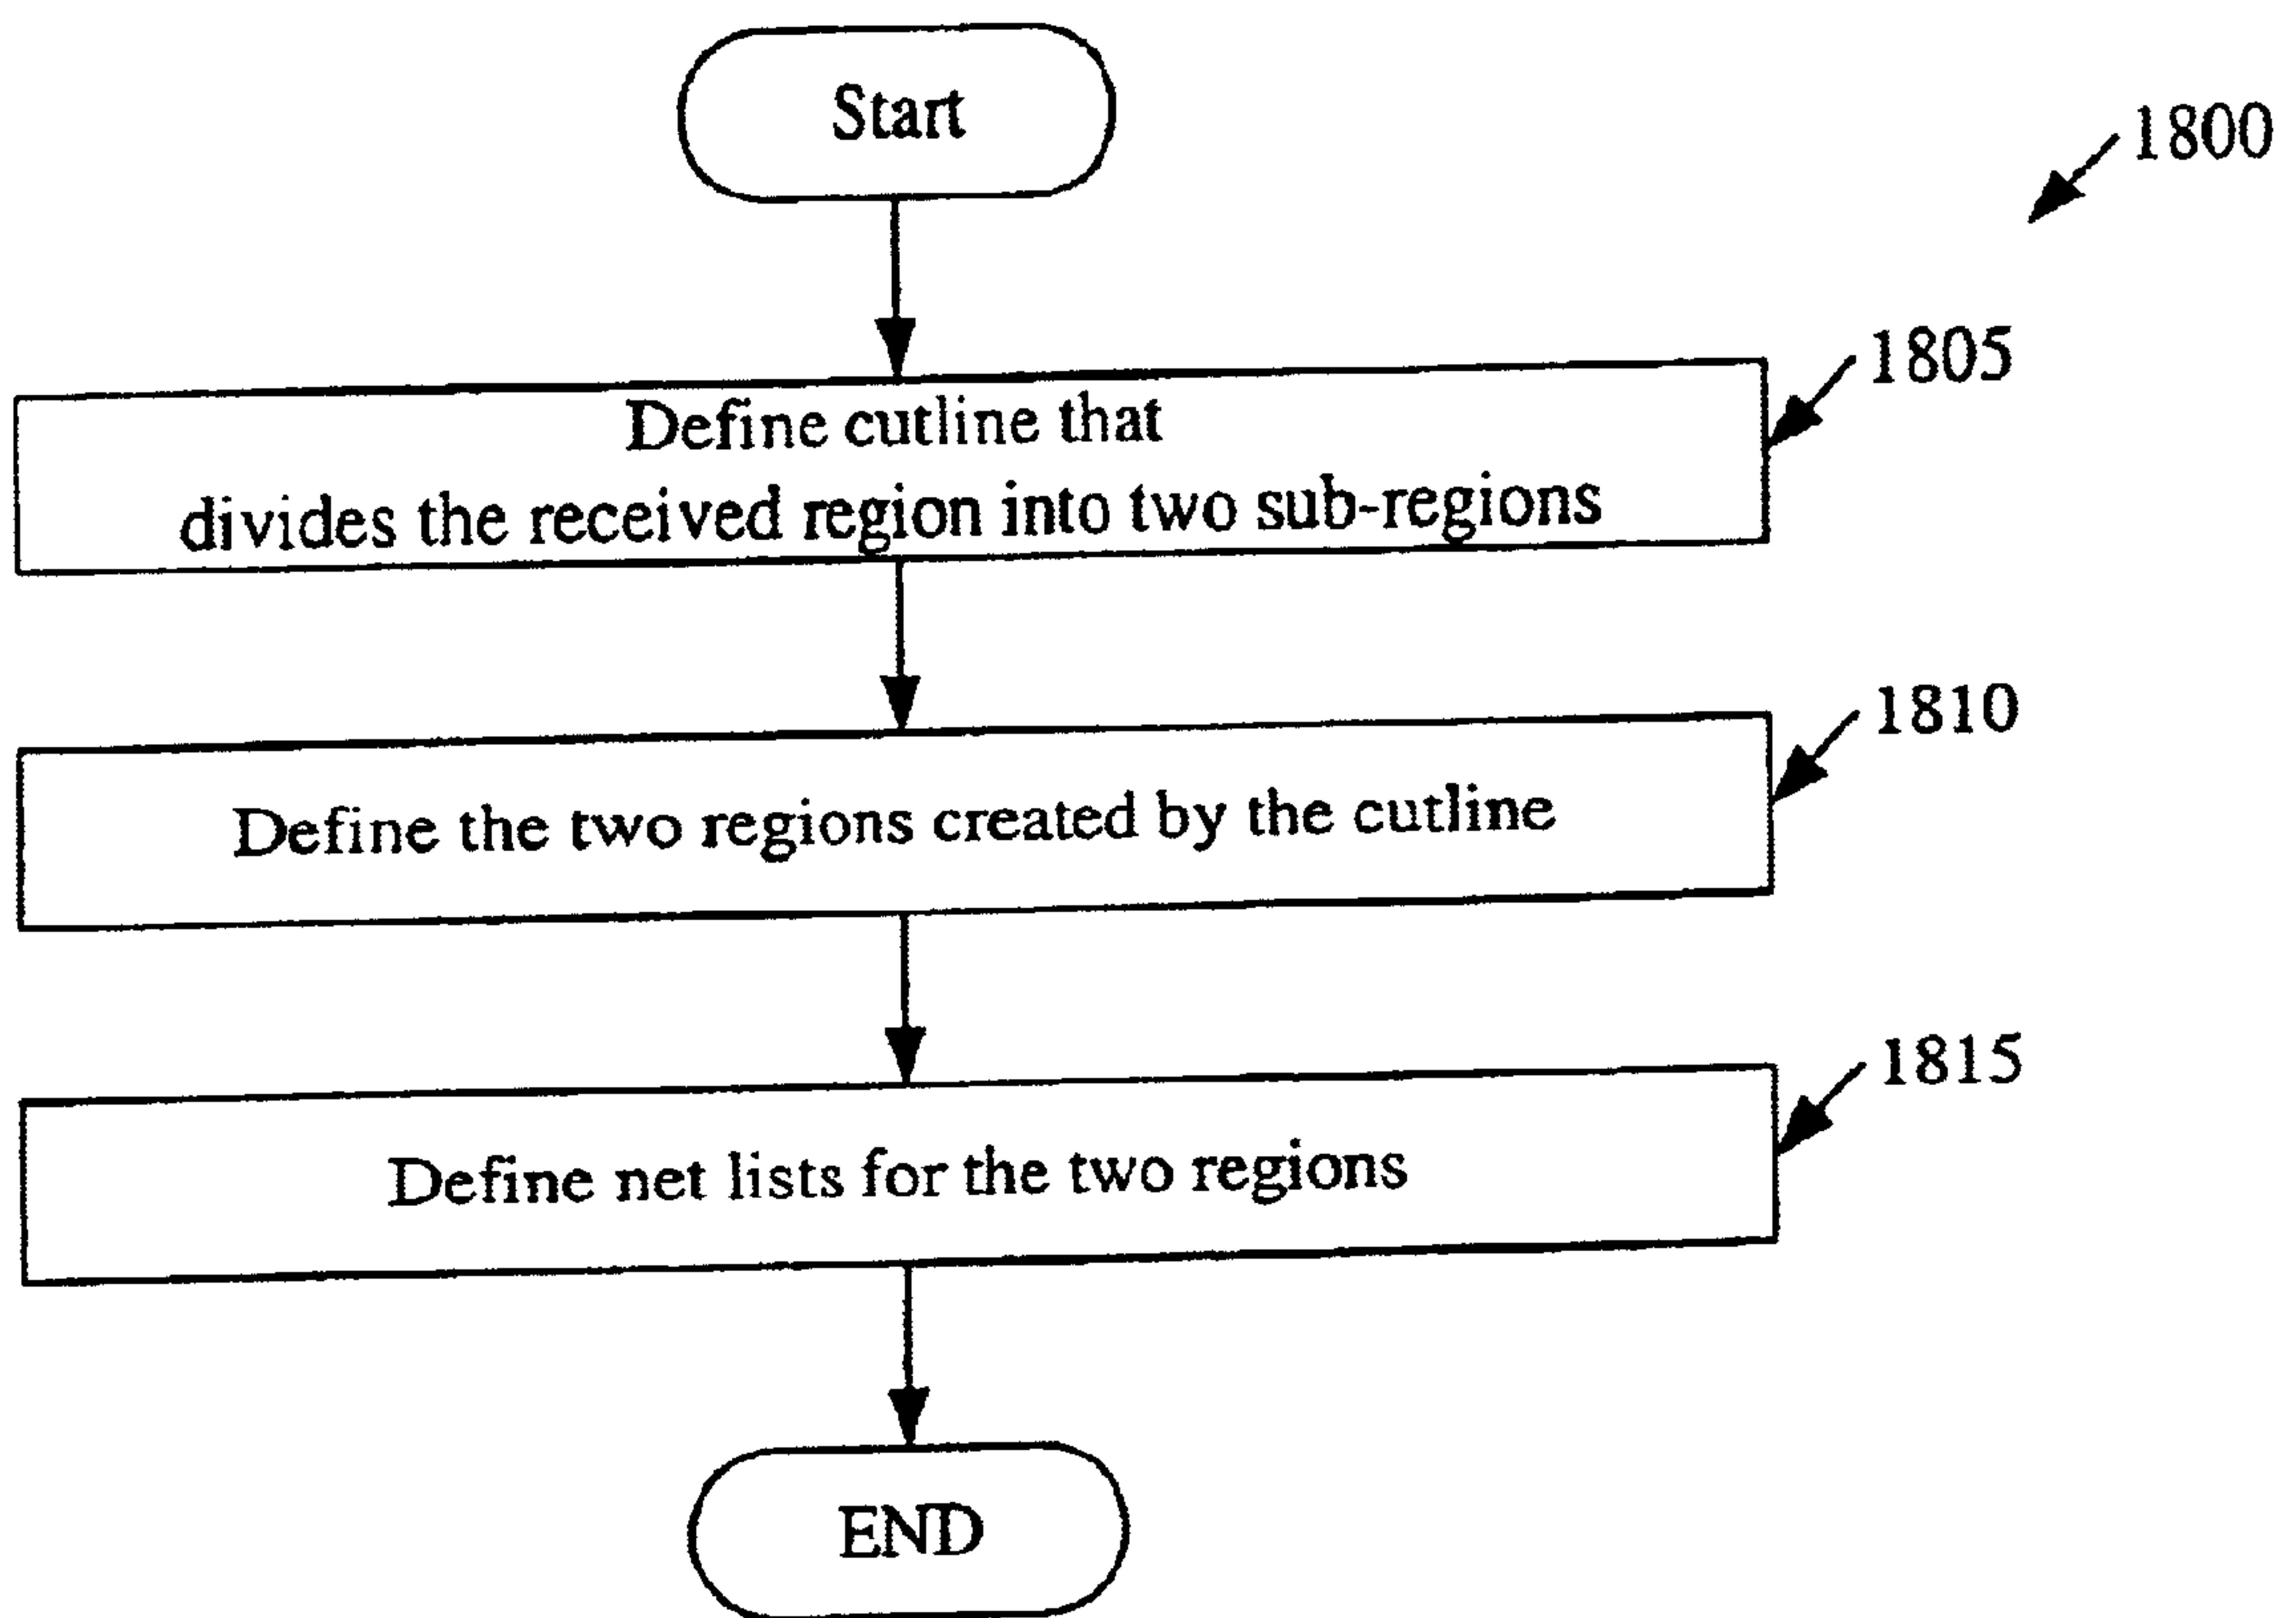 Start
1800
1805
Define cutline that
divides the received region into two sub-regions
1810
Define the two regions created by the cutline
1815
Define net lists for the two regions
END